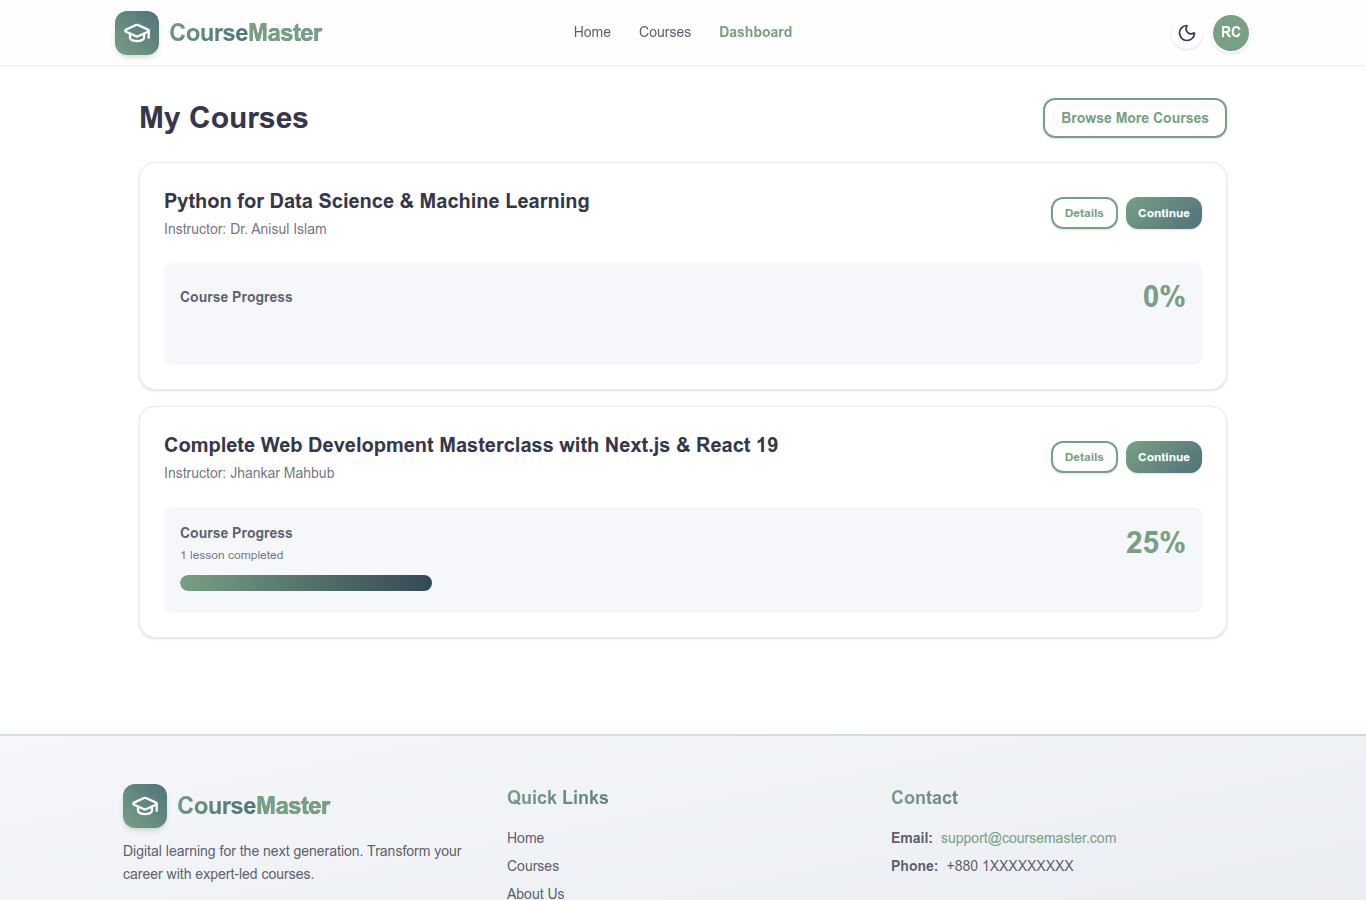 CourseMaster
Home
Courses
Dashboard
RC
My Courses
Browse More Courses
Python for Data Science & Machine Learning
Instructor: Dr. Anisul Islam
Details
Continue
Course Progress
0%
Complete Web Development Masterclass with Next.js & React 19
Instructor: Jhankar Mahbub
Details
Continue
Course Progress
1 lesson completed
25%
CourseMaster
Digital learning for the next generation. Transform your
career with expert-led courses.
Quick Links
Home
Courses
About Us
Contact
Email: support@coursemaster.com
Phone: +880 1XXXXXXXXX